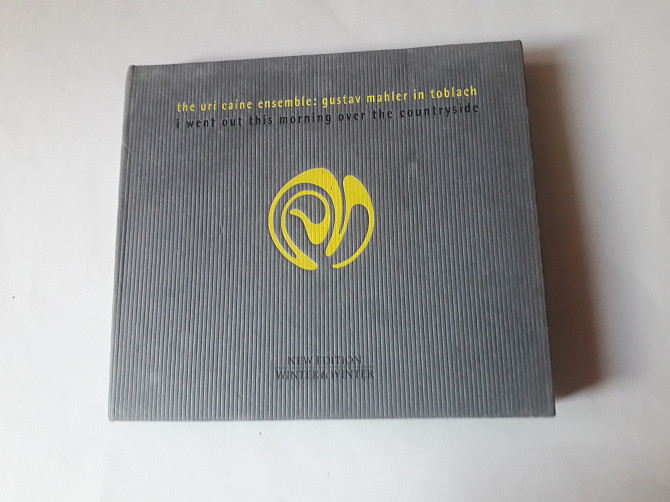 the uri caine ensemble: gustav mahler in toblach
i went out this morning over the countryside
NEW EDITION
WINTER & WINTER